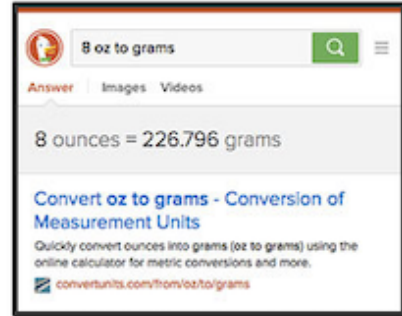 8 oz to grams
Answer Images Videos
8 ounces = 226.796 grams
Convert oz to grams - Conversion of
Measurement Units
Quickly convert ounces into grams (oz to grams) using the
online calculator for metric conversions and more.
convertunits.com/from/oz/to/grams